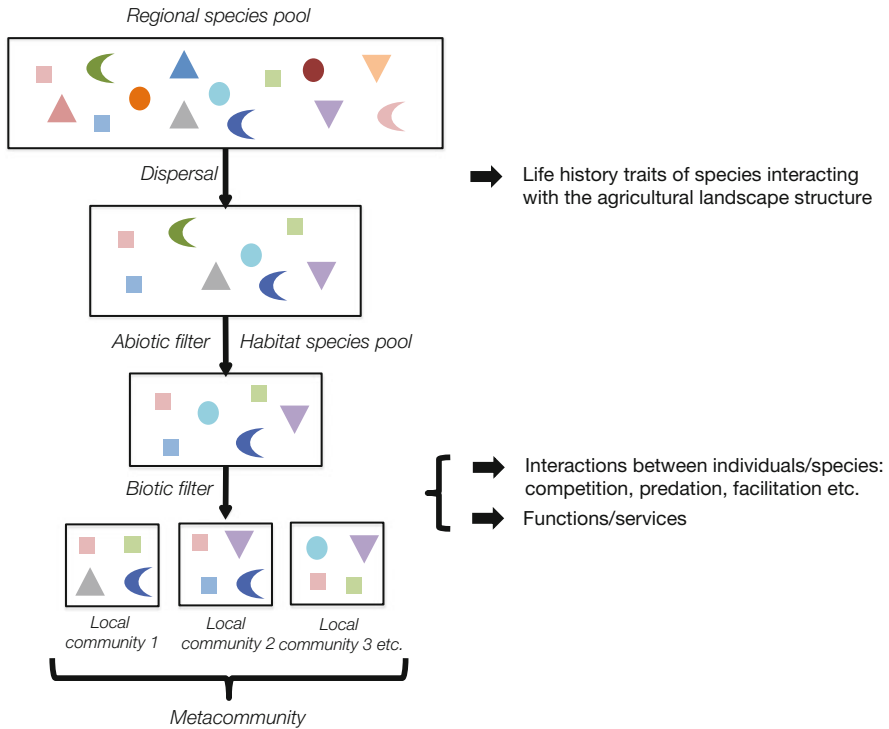 Regional species pool
Dispersal
Life history traits of species interacting
with the agricultural landscape structure
Abiotic filter
Habitat species pool
Biotic filter
Interactions between individuals/species:
competition, predation, facilitation etc.
Functions/services
Local
community 1
Local
community 2
Local
community 3 etc.
Metacommunity